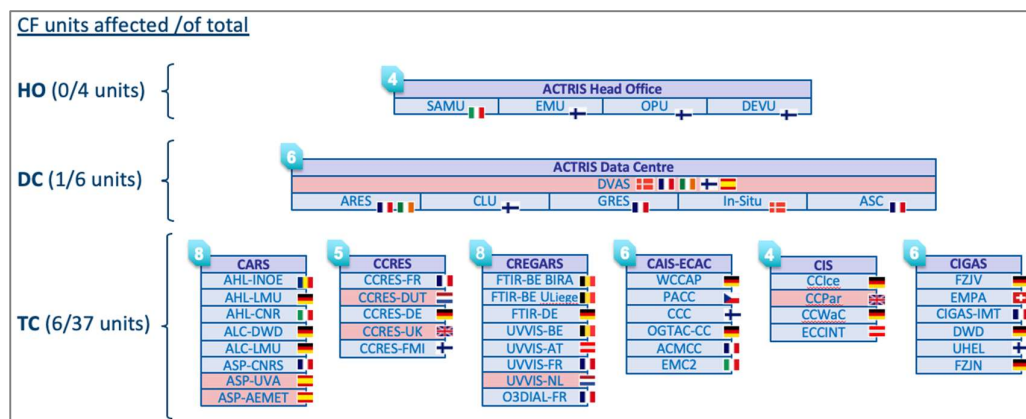 CF units affected /of total
HO (0/4 units)
4
ACTRIS Head Office
SAMU EMU OPU DEVU
DC (1/6 units)
6
ACTRIS Data Centre
DVAS
ARES CLU GRES In-Situ ASC
TC (6/37 units)
8
CARS
AHL-INOE
AHL-LMU
AHL-CNR
ALC-DWD
ALC-LMU
ASP-CNRS
ASP-UVA
ASP-AEMET
5
CCRES
CCRES-FR
CCRES-DUT
CCRES-DE
CCRES-UK
CCRES-FMI
8
CREGARS
FTIR-BE BIRA
FTIR-BE ULiege
FTIR-DE
UVVIS-BE
UVVIS-AT
UVVIS-FR
UVVIS-NL
O3DIAL-FR
6
CAIS-ECAC
WCCAP
PACC
CCC
OGTAC-CC
ACMCC
EMC2
4
CIS
CCIce
CCPar
CCWaC
ECCINT
6
CIGAS
FZJV
EMPA
CIGAS-IMT
DWD
UHEL
FZJN